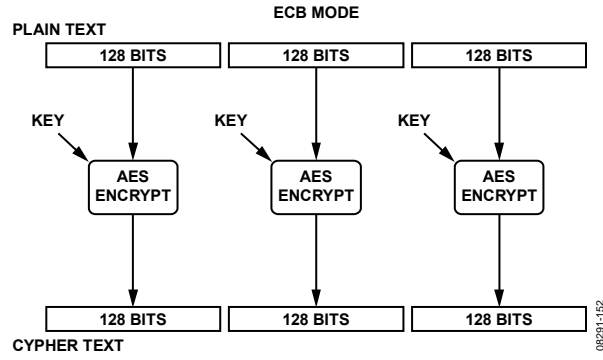 ECB MODE
PLAIN TEXT
128 BITS 128 BITS 128 BITS
KEY KEY KEY
AES ENCRYPT AES ENCRYPT AES ENCRYPT
128 BITS 128 BITS 128 BITS
CYPHER TEXT
08291-152